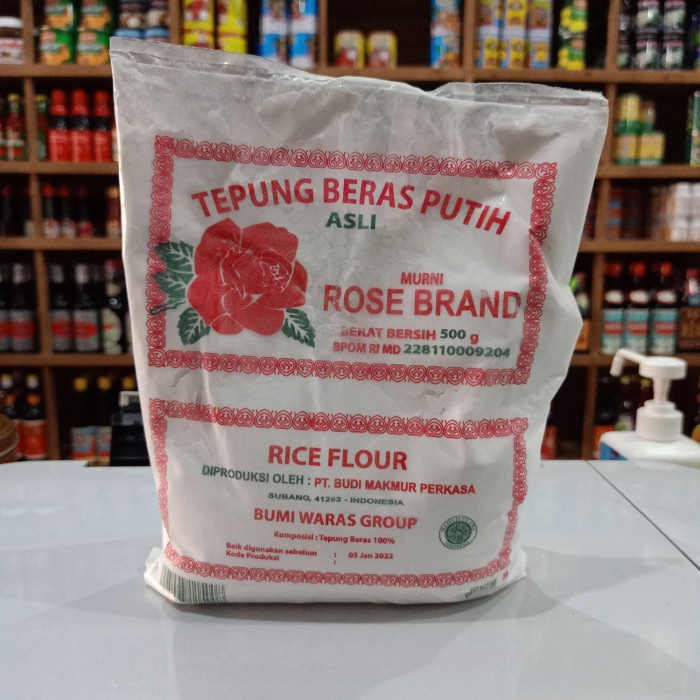 TEPUNG BERAS PUTIH
ASLI
MURNI
ROSE BRAND
BERAT BERSIH 500 g
BPOM RI MD 228110009204
RICE FLOUR
DIPRODUKSI OLEH : PT. BUDI MAKMUR PERKASA
SUBANG, 41263 - INDONESIA
BUMI WARAS GROUP
Komposisi : Tepung Beras 100%
Baik digunakan sebelum : 05 Jan 2022
Kode Produksi :